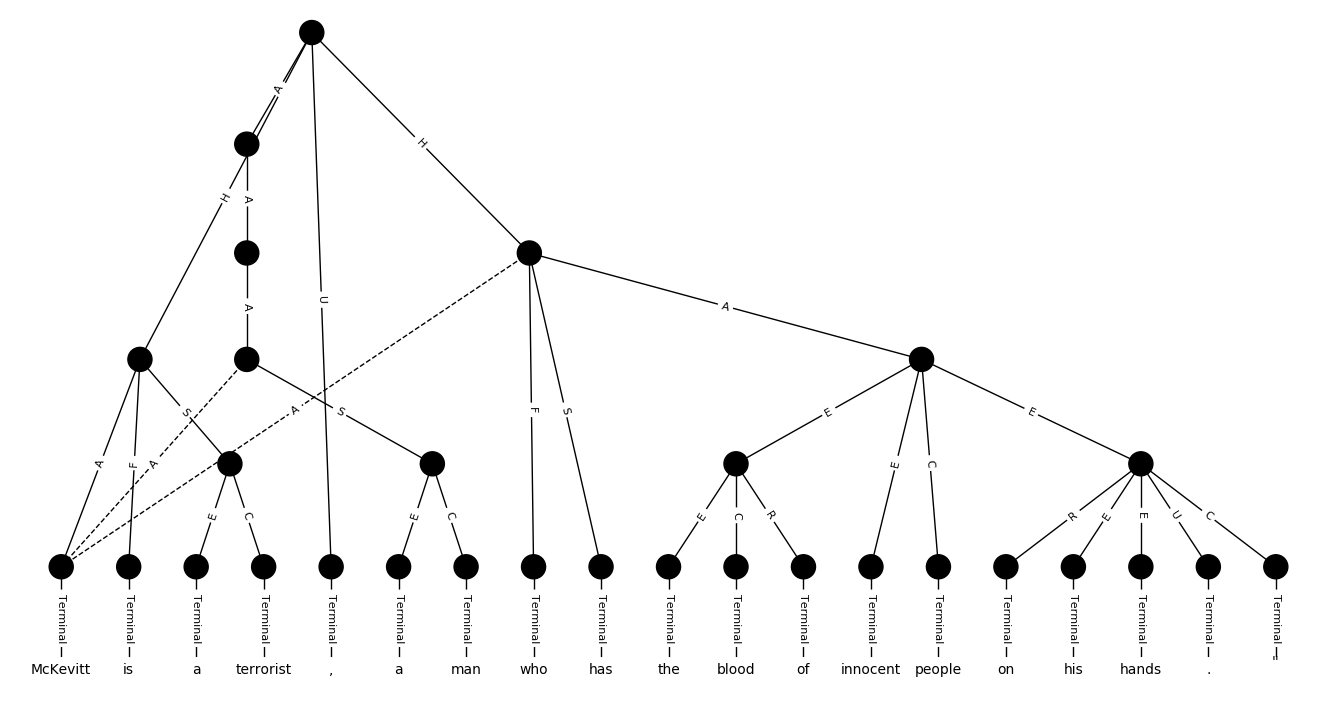 A
H
H
A
U
A
A
A
S
S
A
E
E
A
F
A
F
S
E
E
C
E
C
E
C
E
C
R
R
E
E
U
C
Terminal Terminal Terminal Terminal Terminal Terminal Terminal Terminal Terminal Terminal Terminal Terminal Terminal Terminal Terminal Terminal Terminal Terminal Terminal
McKevitt is a terrorist , a man who has the blood of innocent people on his hands . "